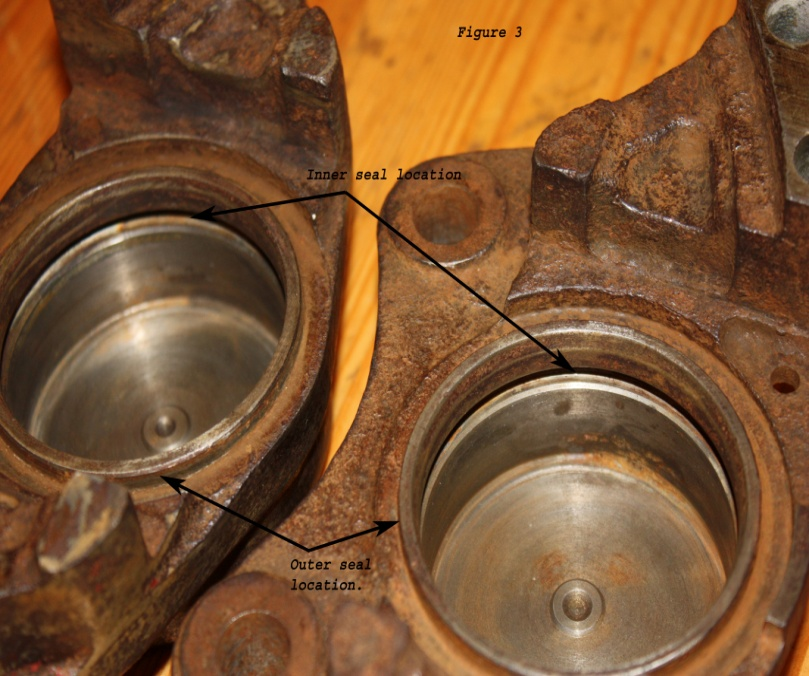 Figure 3
Inner seal location
Outer seal
location.